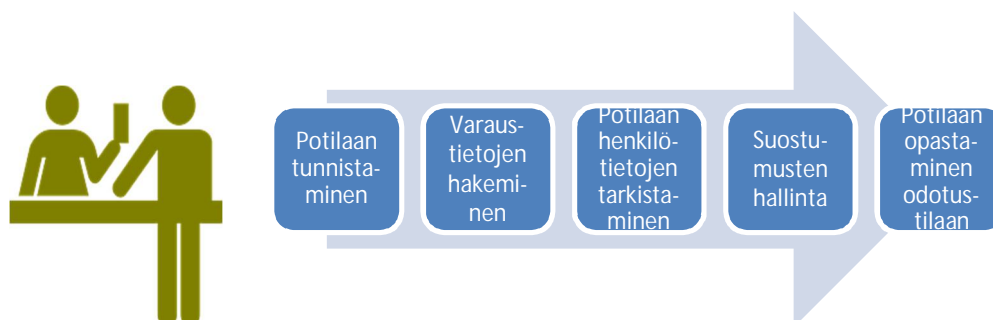 Potilaan
tunnista-
minen
Varaus-
tietojen
hakemi-
nen
Potilaan
henkilö-
tietojen
tarkista-
minen
Suostu-
musten
hallinta
Potilaan
opasta-
minen
odotus-
tilaan